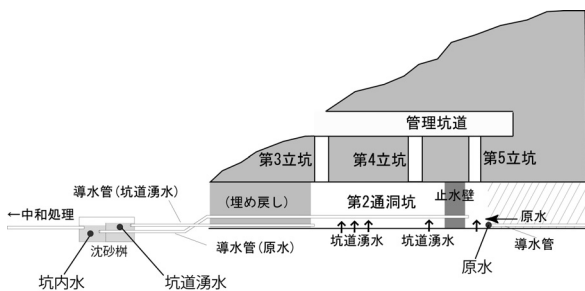 管理坑道
第3立坑
第4立坑
第5立坑
導水管(坑道湧水)
(埋め戻し)
第2通洞坑
止水壁
←中和処理
原水
沈砂桝
導水管(原水)
坑道湧水
坑道湧水
導水管
坑内水
坑道湧水
原水